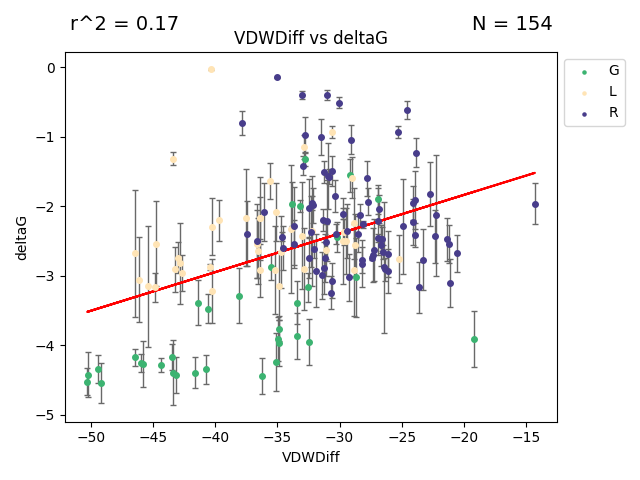 r^2 = 0.17
N = 154
VDWDiff vs deltaG
G
L
R
deltaG
0
−1
−2
−3
−4
−5
−50
−45
−40
−35
−30
−25
−20
−15
VDWDiff